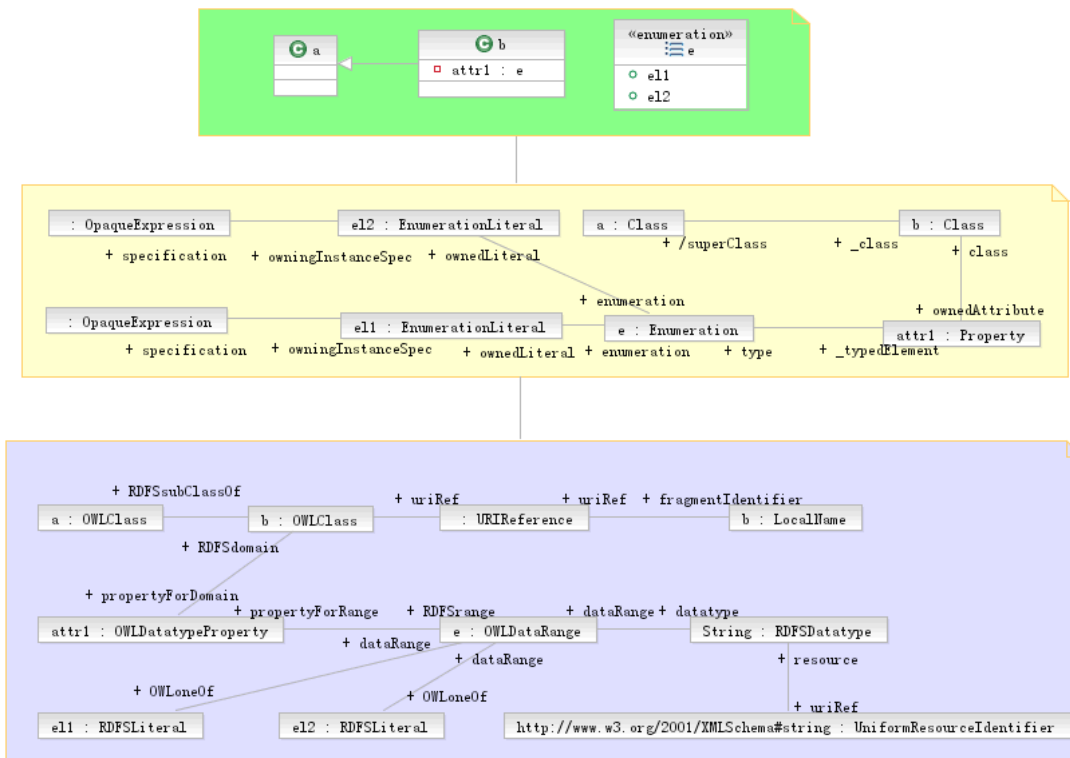 a
b
attr1 : e
«enumeration»
e
el1
el2
: OpaqueExpression
el2 : EnumerationLiteral
a : Class
b : Class
+ specification
+ owningInstanceSpec
+ ownedLiteral
+ /superClass
+ _class
+ class
+ enumeration
+ ownedAttribute
: OpaqueExpression
el1 : EnumerationLiteral
e : Enumeration
attr1 : Property
+ specification
+ owningInstanceSpec
+ ownedLiteral
+ enumeration
+ type
+ _typedElement
+ RDFSsubClassOf
+ uriRef
+ uriRef
+ fragmentIdentifier
a : OWLClass
b : OWLClass
: URIReference
b : LocalName
+ RDFSdomain
+ propertyForDomain
+ propertyForRange
+ RDFSrange
+ dataRange
+ datatype
attr1 : OWLDatatypeProperty
e : OWLDataRange
String : RDFSDatatype
+ dataRange
+ dataRange
+ resource
+ OWLoneOf
+ OWLoneOf
+ uriRef
el1 : RDFSLiteral
el2 : RDFSLiteral
http://www.w3.org/2001/XMLSchema#string : UniformResourceIdentifier